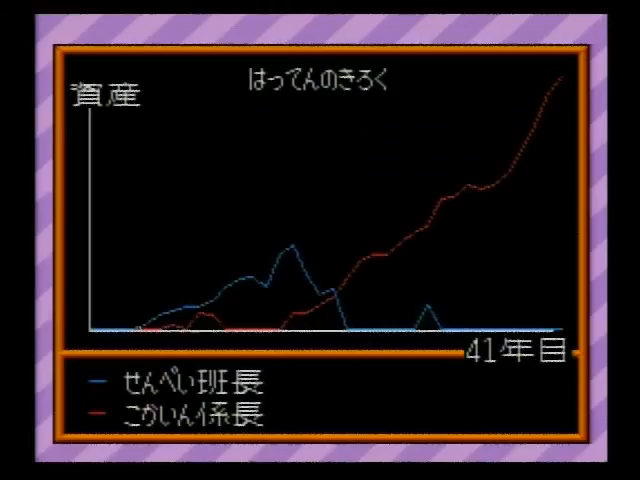 はってんのきろく
資産
41年目
せんぺい班長
こかいん係長